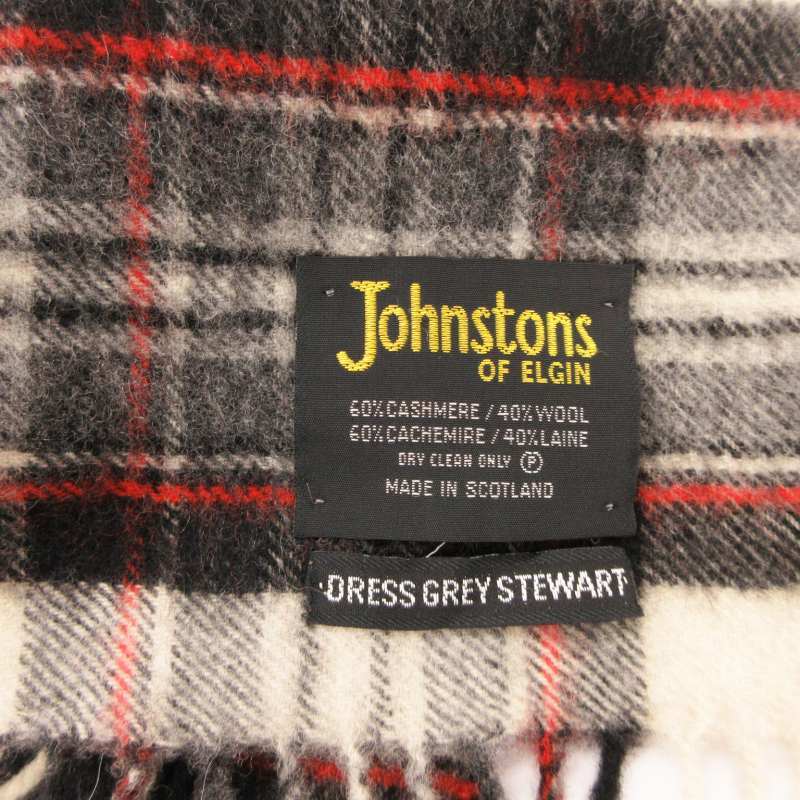 Johnstons
OF ELGIN
60% CASHMERE / 40% WOOL
60% CACHEMIRE / 40% LAINE
DRY CLEAN ONLY Ⓟ
MADE IN SCOTLAND
·DRESS GREY STEWART·